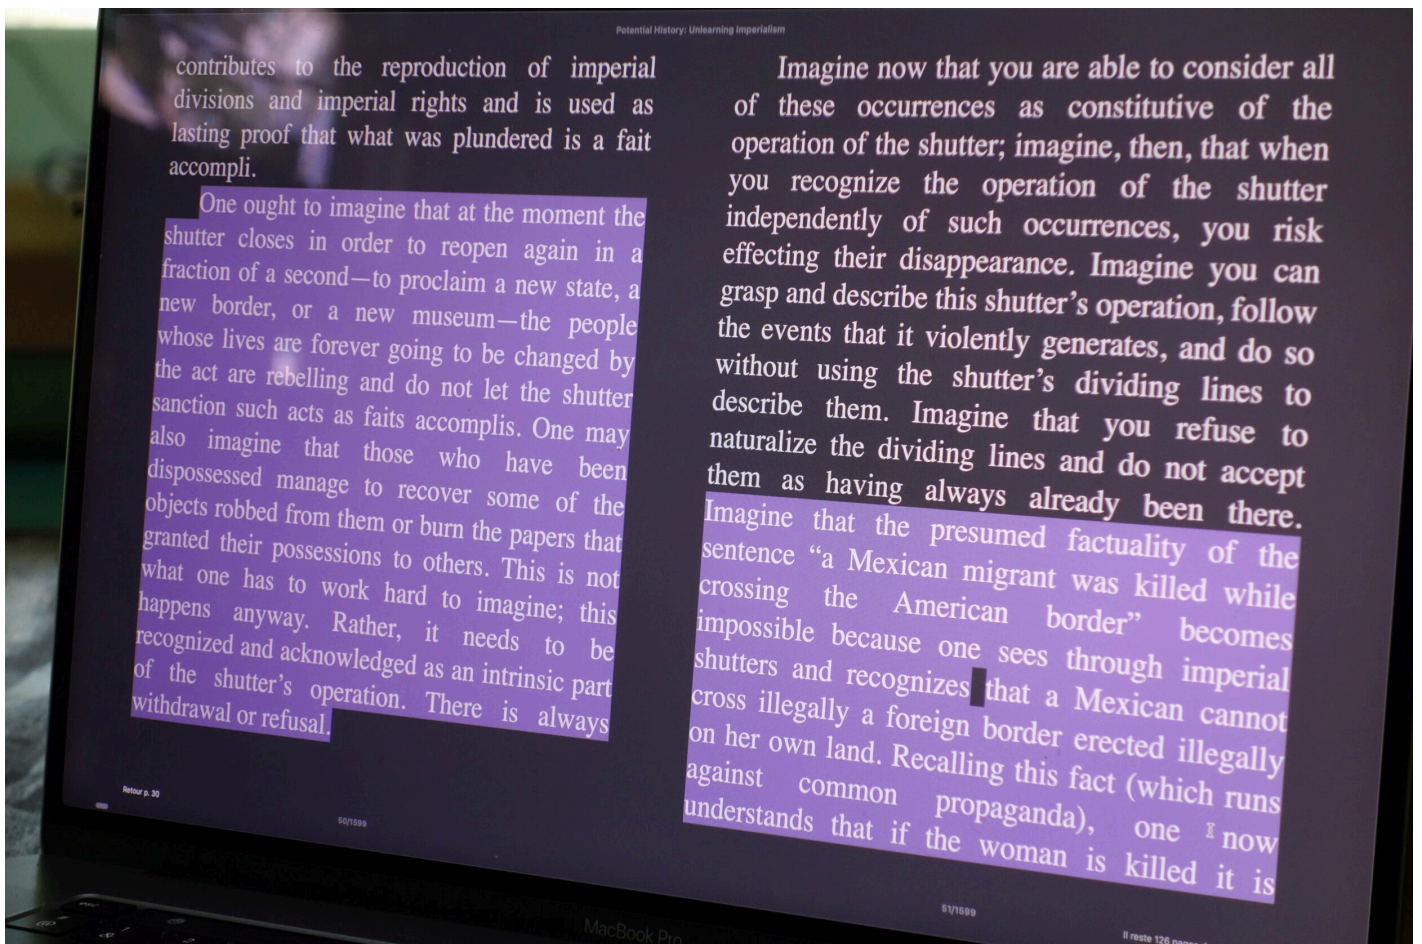 Potential History: Unlearning Imperialism
contributes to the reproduction of imperial
divisions and imperial rights and is used as
lasting proof that what was plundered is a fait
accompli.
One ought to imagine that at the moment the
shutter closes in order to reopen again in a
fraction of a second—to proclaim a new state, a
new border, or a new museum—the people
whose lives are forever going to be changed by
the act are rebelling and do not let the shutter
sanction such acts as faits accomplis. One may
also imagine that those who have been
dispossessed manage to recover some of the
objects robbed from them or burn the papers that
granted their possessions to others. This is not
what one has to work hard to imagine; this
happens anyway. Rather, it needs to be
recognized and acknowledged as an intrinsic part
of the shutter’s operation. There is always
withdrawal or refusal.
Retour p. 30
50/1599
Imagine now that you are able to consider all
of these occurrences as constitutive of the
operation of the shutter; imagine, then, that when
you recognize the operation of the shutter
independently of such occurrences, you risk
effecting their disappearance. Imagine you can
grasp and describe this shutter’s operation, follow
the events that it violently generates, and do so
without using the shutter’s dividing lines to
describe them. Imagine that you refuse to
naturalize the dividing lines and do not accept
them as having always already been there.
Imagine that the presumed factuality of the
sentence “a Mexican migrant was killed while
crossing the American border” becomes
impossible because one sees through imperial
shutters and recognizes that a Mexican cannot
cross illegally a foreign border erected illegally
on her own land. Recalling this fact (which runs
against common propaganda), one now
understands that if the woman is killed it is
51/1599
Il reste 126
MacBook Pro
esc